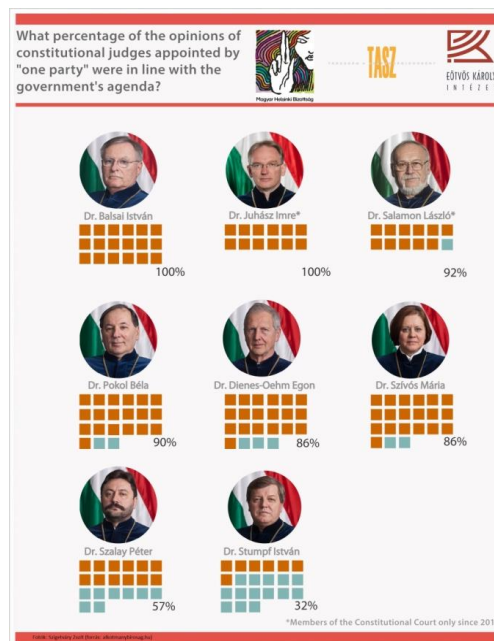 What percentage of the opinions of
constitutional judges appointed by
"one party" were in line with the
government's agenda?
Magyar Helsinki Bizottság
TASZ
EÖTVÖS KÁROLY
INTÉZET
Dr. Balsai István
Dr. Juhász Imre*
Dr. Salamon László*
100%
100%
92%
Dr. Pokol Béla
Dr. Dienes-Oehm Egon
Dr. Szívós Mária
90%
86%
86%
Dr. Szalay Péter
Dr. Stumpf István
57%
32%
*Members of the Constitutional Court only since 201